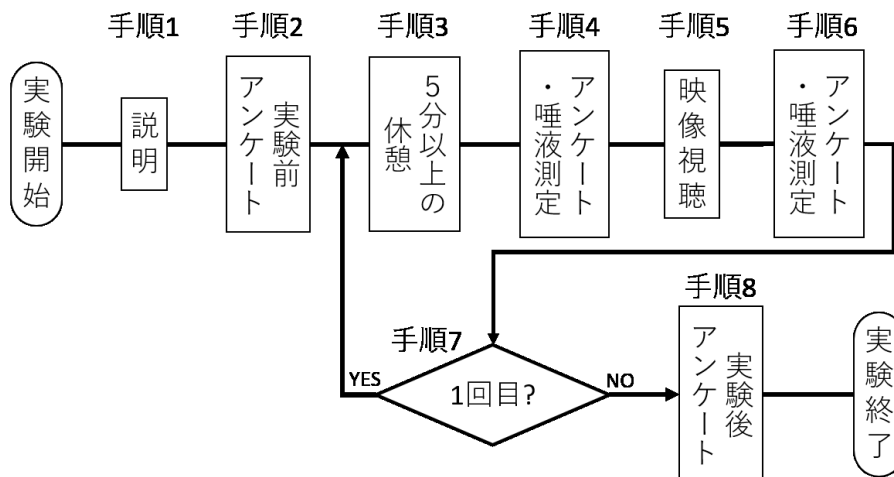 手順1
手順2
手順3
手順4
手順5
手順6
実験開始
説明
実験前
アンケート
5分以上の
休憩
アンケート
・唾液測定
映像視聴
アンケート
・唾液測定
手順7
1回目?
YES
NO
手順8
実験後
アンケート
実験終了